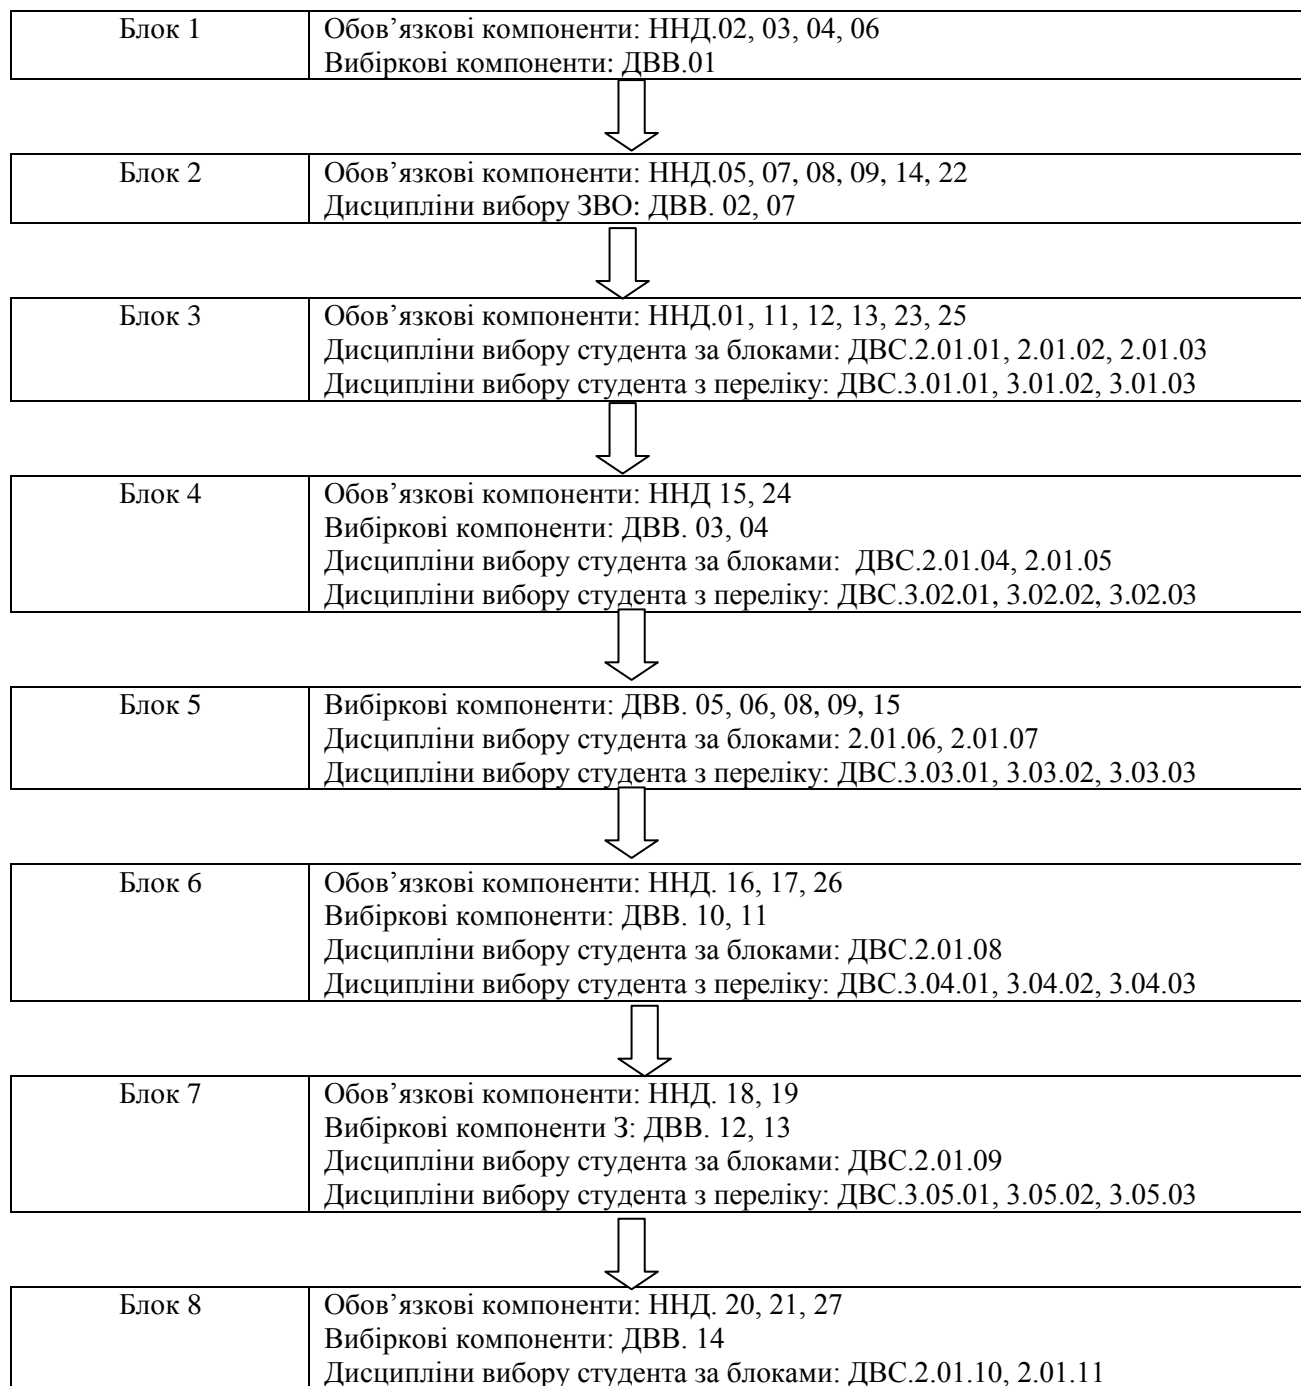 Блок 1
Обов’язкові компоненти: ННД.02, 03, 04, 06
Вибіркові компоненти: ДВВ.01
Блок 2
Обов’язкові компоненти: ННД.05, 07, 08, 09, 14, 22
Дисципліни вибору ЗВО: ДВВ. 02, 07
Блок 3
Обов’язкові компоненти: ННД.01, 11, 12, 13, 23, 25
Дисципліни вибору студента за блоками: ДВС.2.01.01, 2.01.02, 2.01.03
Дисципліни вибору студента з переліку: ДВС.3.01.01, 3.01.02, 3.01.03
Блок 4
Обов’язкові компоненти: ННД 15, 24
Вибіркові компоненти: ДВВ. 03, 04
Дисципліни вибору студента за блоками: ДВС.2.01.04, 2.01.05
Дисципліни вибору студента з переліку: ДВС.3.02.01, 3.02.02, 3.02.03
Блок 5
Вибіркові компоненти: ДВВ. 05, 06, 08, 09, 15
Дисципліни вибору студента за блоками: 2.01.06, 2.01.07
Дисципліни вибору студента з переліку: ДВС.3.03.01, 3.03.02, 3.03.03
Блок 6
Обов’язкові компоненти: ННД. 16, 17, 26
Вибіркові компоненти: ДВВ. 10, 11
Дисципліни вибору студента за блоками: ДВС.2.01.08
Дисципліни вибору студента з переліку: ДВС.3.04.01, 3.04.02, 3.04.03
Блок 7
Обов’язкові компоненти: ННД. 18, 19
Вибіркові компоненти З: ДВВ. 12, 13
Дисципліни вибору студента за блоками: ДВС.2.01.09
Дисципліни вибору студента з переліку: ДВС.3.05.01, 3.05.02, 3.05.03
Блок 8
Обов’язкові компоненти: ННД. 20, 21, 27
Вибіркові компоненти: ДВВ. 14
Дисципліни вибору студента за блоками: ДВС.2.01.10, 2.01.11